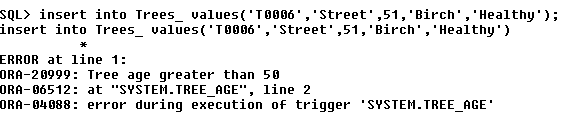 SQL> insert into Trees_ values('T0006','Street',51,'Birch','Healthy');
insert into Trees_ values('T0006','Street',51,'Birch','Healthy')
*
ERROR at line 1:
ORA-20999: Tree age greater than 50
ORA-06512: at "SYSTEM.TREE_AGE", line 2
ORA-04088: error during execution of trigger 'SYSTEM.TREE_AGE'